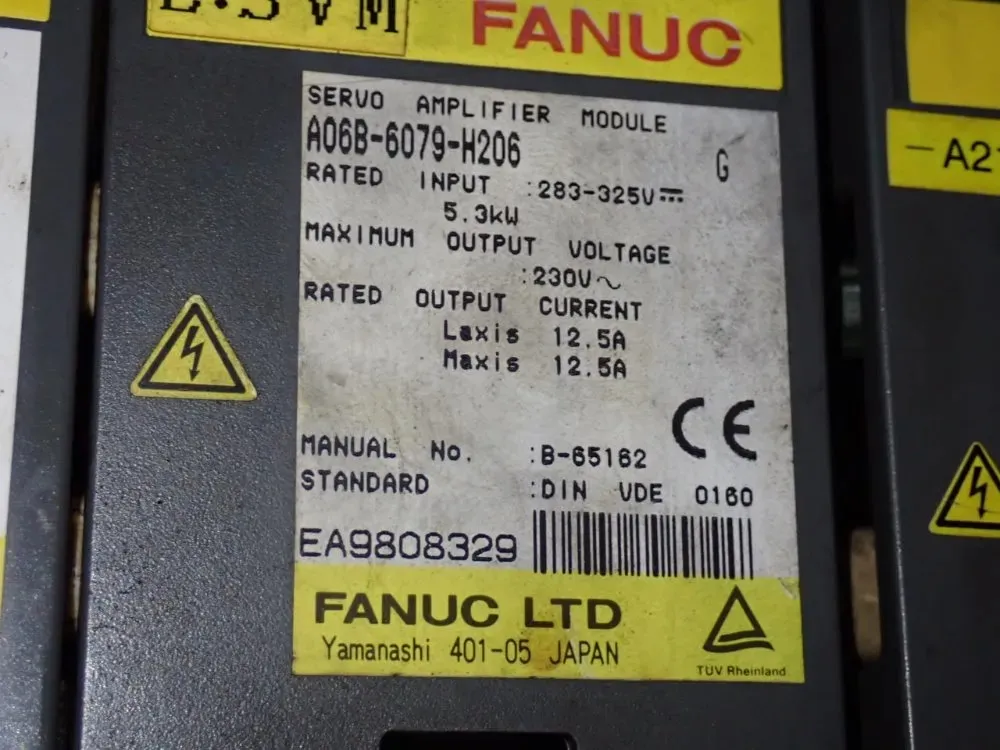 FANUC
SERVO AMPLIFIER MODULE
A06B-6079-H206 G
RATED INPUT :283-325V⎓
5.3kW
MAXIMUM OUTPUT VOLTAGE
:230V~
RATED OUTPUT CURRENT
Laxis 12.5A
Maxis 12.5A
CE
MANUAL No. :B-65162
STANDARD :DIN VDE 0160
EA9808329
FANUC LTD
Yamanashi 401-05 JAPAN
TÜV Rheinland